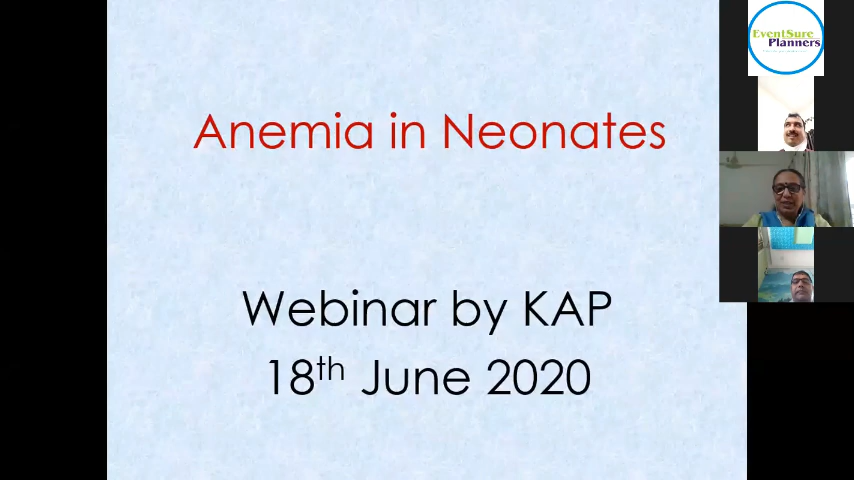 Anemia in Neonates
Webinar by KAP
18th June 2020
EventSure
Planners